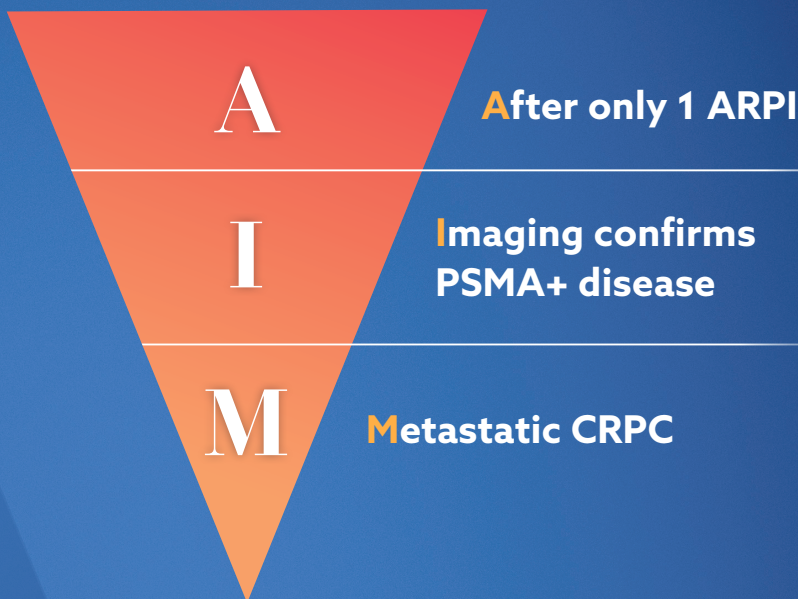 A
After only 1 ARPI
I
Imaging confirms
PSMA+ disease
M
Metastatic CRPC